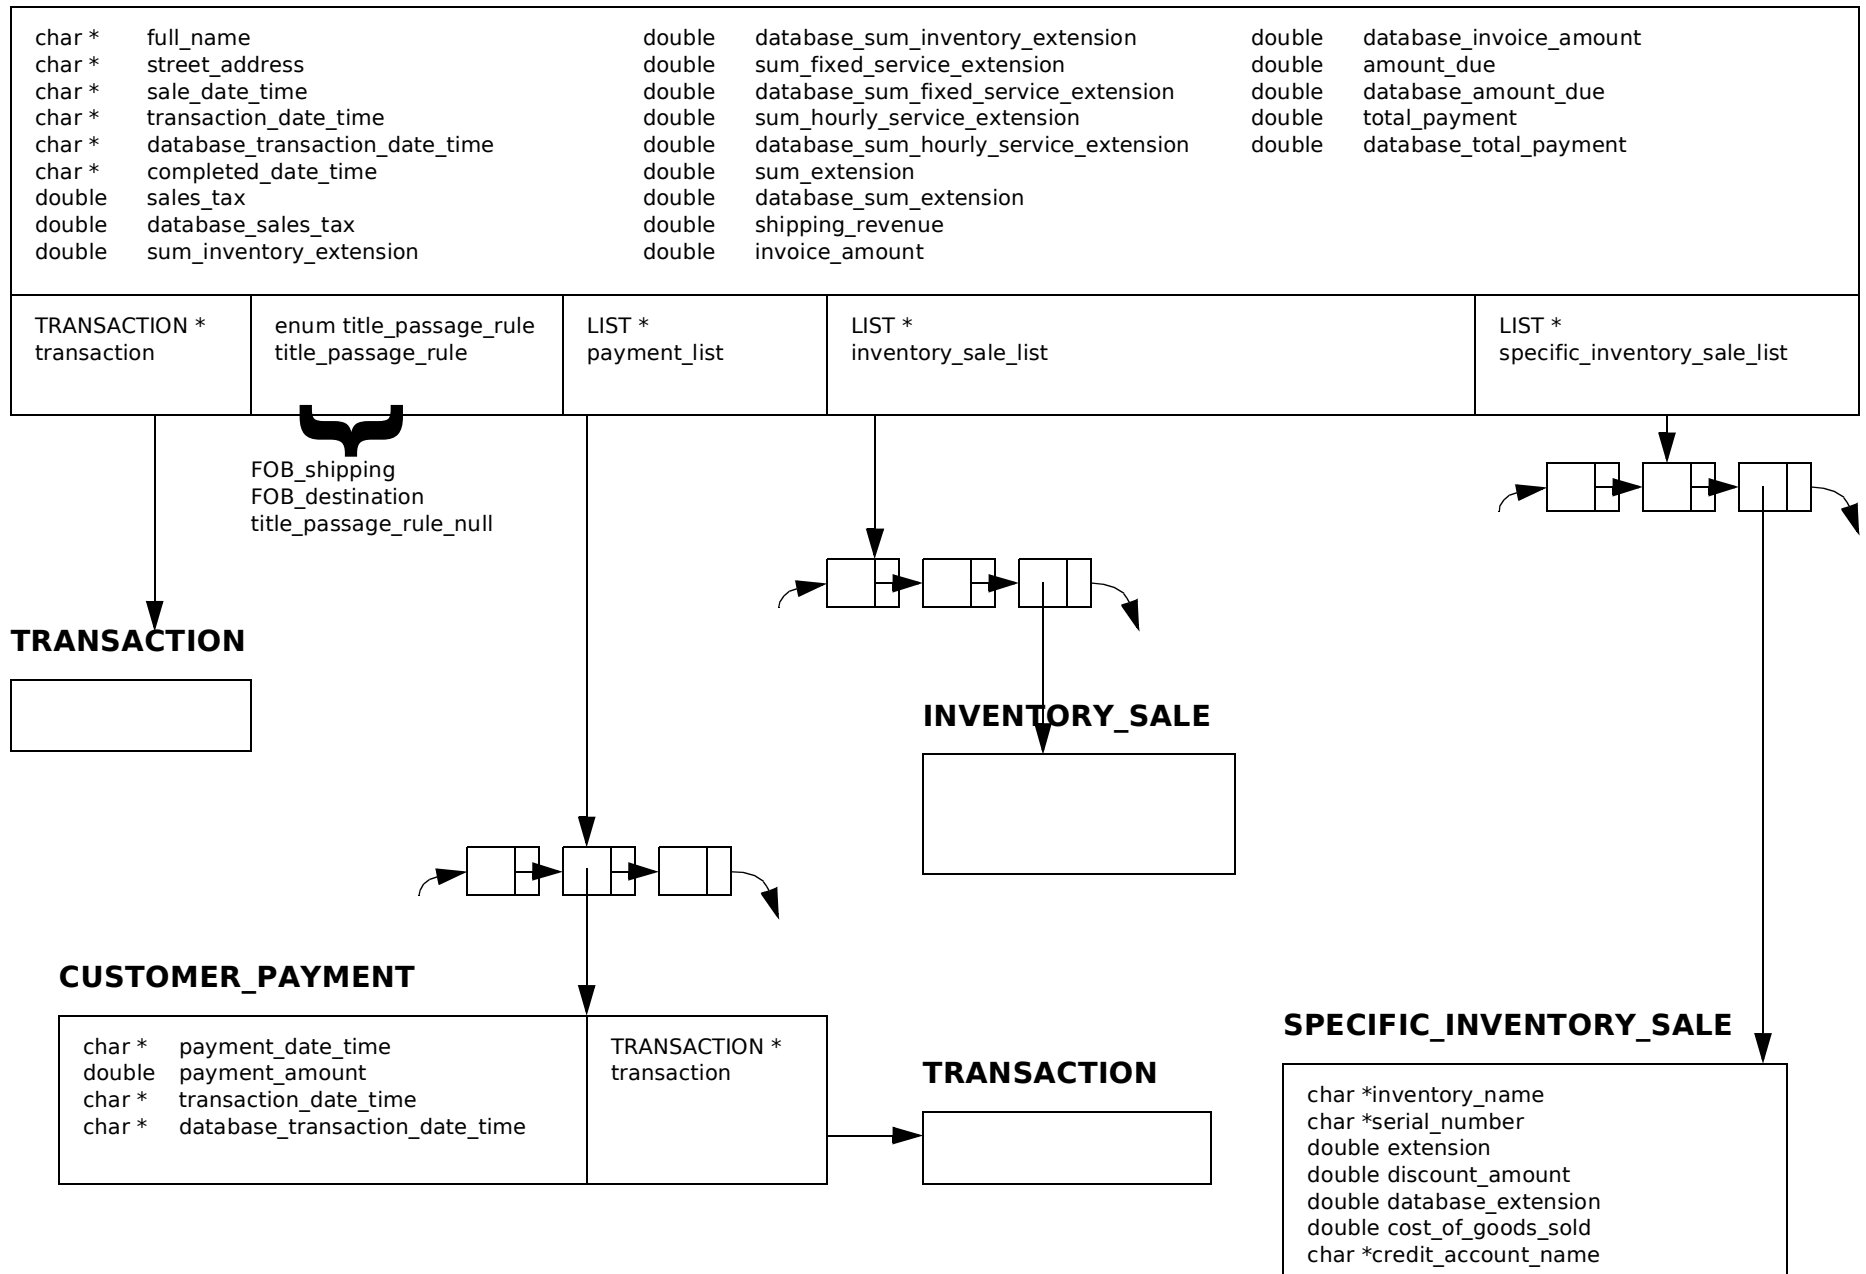 char * full_name
char * street_address
char * sale_date_time
char * transaction_date_time
char * database_transaction_date_time
char * completed_date_time
double sales_tax
double database_sales_tax
double sum_inventory_extension
double database_sum_inventory_extension
double sum_fixed_service_extension
double database_sum_fixed_service_extension
double sum_hourly_service_extension
double database_sum_hourly_service_extension
double sum_extension
double database_sum_extension
double shipping_revenue
double invoice_amount
double database_invoice_amount
double amount_due
double database_amount_due
double total_payment
double database_total_payment
TRANSACTION *
transaction
enum title_passage_rule
title_passage_rule
LIST *
payment_list
LIST *
inventory_sale_list
LIST *
specific_inventory_sale_list
FOB_shipping
FOB_destination
title_passage_rule_null
TRANSACTION
INVENTORY_SALE
CUSTOMER_PAYMENT
char * payment_date_time
double payment_amount
char * transaction_date_time
char * database_transaction_date_time
TRANSACTION *
transaction
TRANSACTION
SPECIFIC_INVENTORY_SALE
char *inventory_name
char *serial_number
double extension
double discount_amount
double database_extension
double cost_of_goods_sold
char *credit_account_name